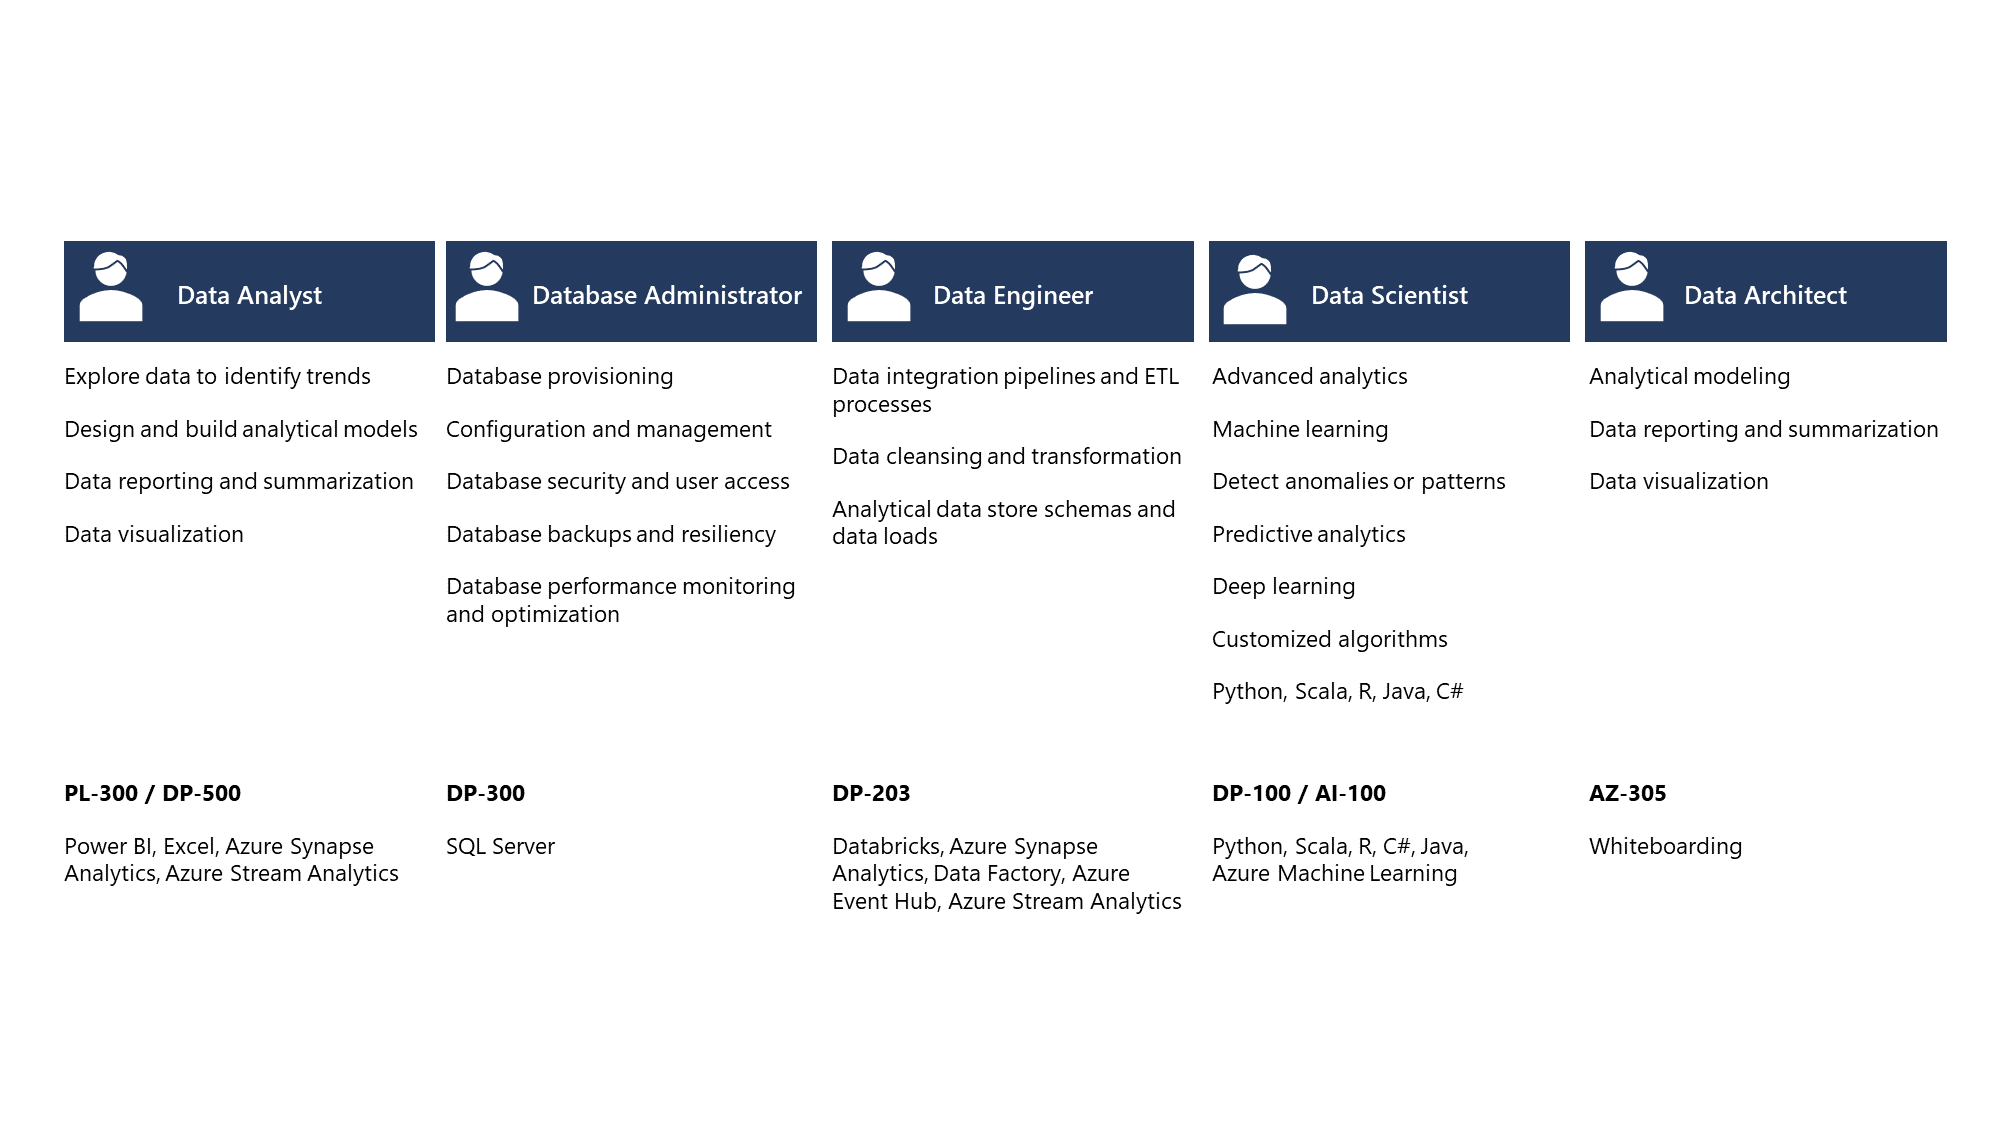 Data Analyst
Explore data to identify trends
Design and build analytical models
Data reporting and summarization
Data visualization
PL-300 / DP-500
Power BI, Excel, Azure Synapse
Analytics, Azure Stream Analytics
Database Administrator
Database provisioning
Configuration and management
Database security and user access
Database backups and resiliency
Database performance monitoring
and optimization
DP-300
SQL Server
Data Engineer
Data integration pipelines and ETL
processes
Data cleansing and transformation
Analytical data store schemas and
data loads
DP-203
Databricks, Azure Synapse
Analytics, Data Factory, Azure
Event Hub, Azure Stream Analytics
Data Scientist
Advanced analytics
Machine learning
Detect anomalies or patterns
Predictive analytics
Deep learning
Customized algorithms
Python, Scala, R, Java, C#
DP-100 / AI-100
Python, Scala, R, C#, Java,
Azure Machine Learning
Data Architect
Analytical modeling
Data reporting and summarization
Data visualization
AZ-305
Whiteboarding